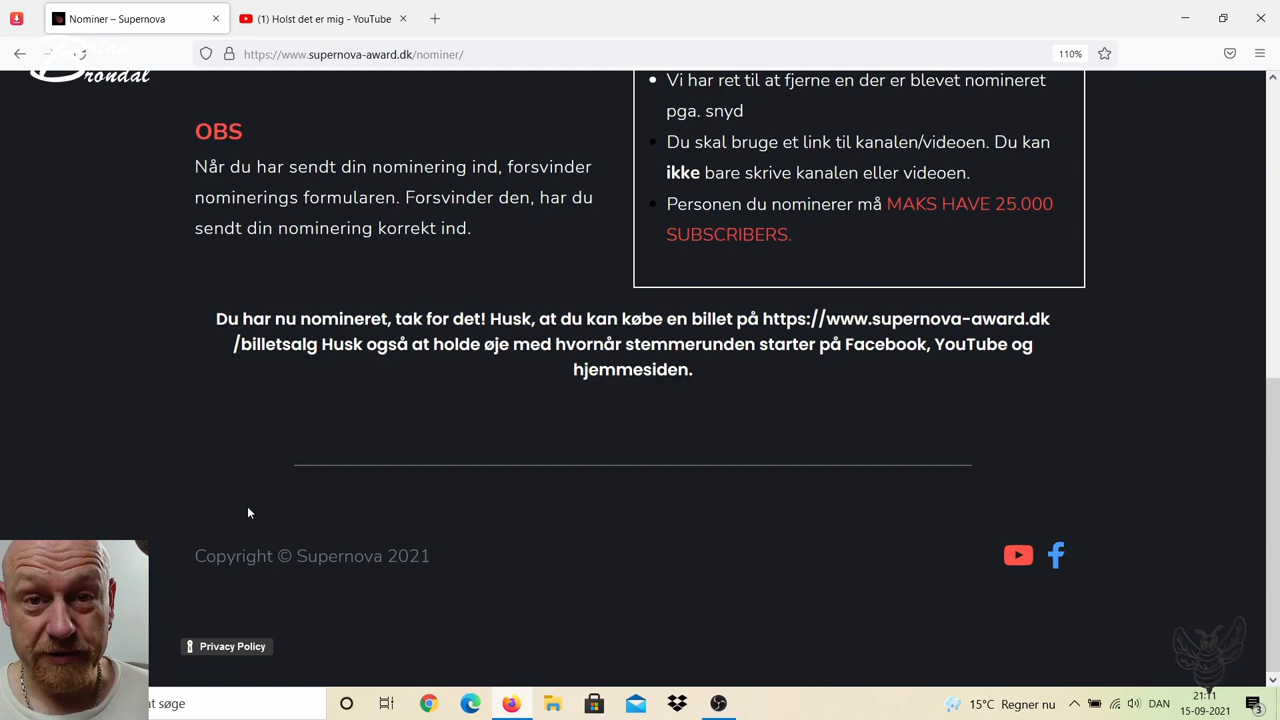 Nominer – Supernova
(1) Holst det er mig - YouTube
https://www.supernova-award.dk/nominer/
110%
Brøndal
OBS
Når du har sendt din nominering ind, forsvinder
nominerings formularen. Forsvinder den, har du
sendt din nominering korrekt ind.
Vi har ret til at fjerne en der er blevet nomineret
pga. snyd
Du skal bruge et link til kanalen/videoen. Du kan
ikke bare skrive kanalen eller videoen.
Personen du nominerer må MAKS HAVE 25.000
SUBSCRIBERS.
Du har nu nomineret, tak for det! Husk, at du kan købe en billet på https://www.supernova-award.dk
/billetsalg Husk også at holde øje med hvornår stemmerunden starter på Facebook, YouTube og
hjemmesiden.
Copyright © Supernova 2021
Privacy Policy
at søge
15°C Regner nu
DAN
21:11
15-09-2021
3